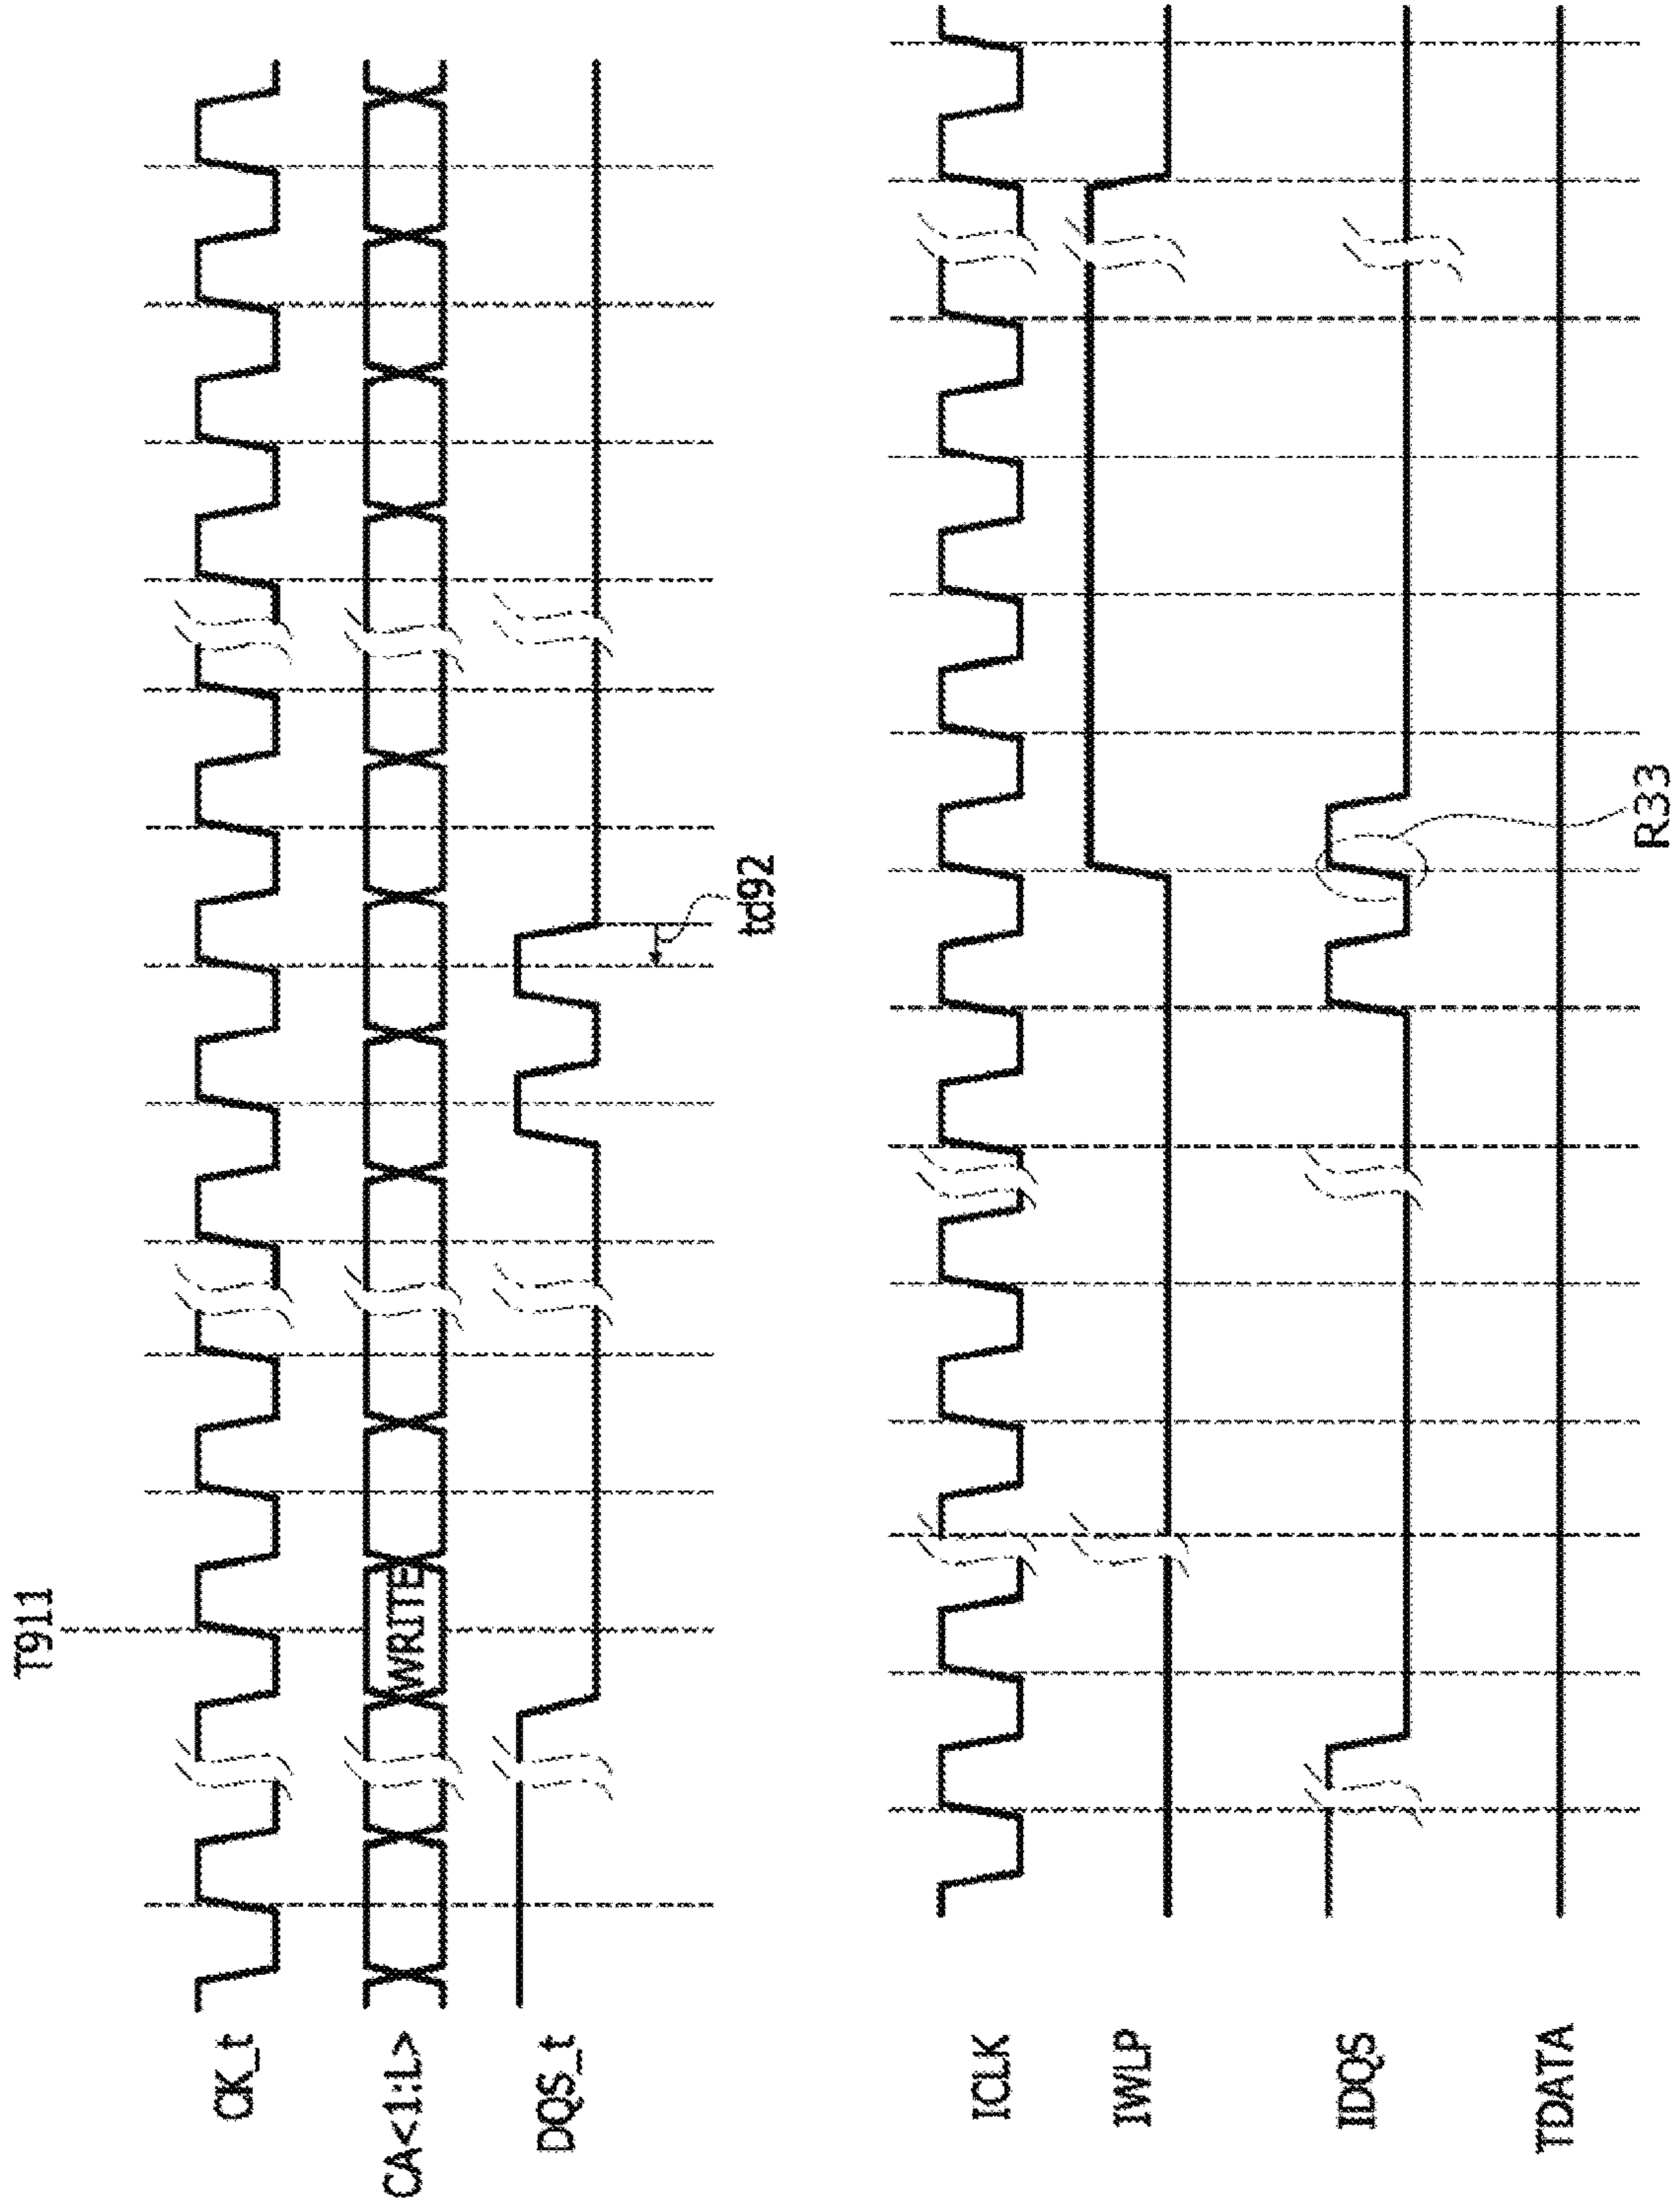 T911
CK_t
CA<1:L>
WRITE
DQS_t
td92
ICLK
IWLP
IDQS
R33
TDATA